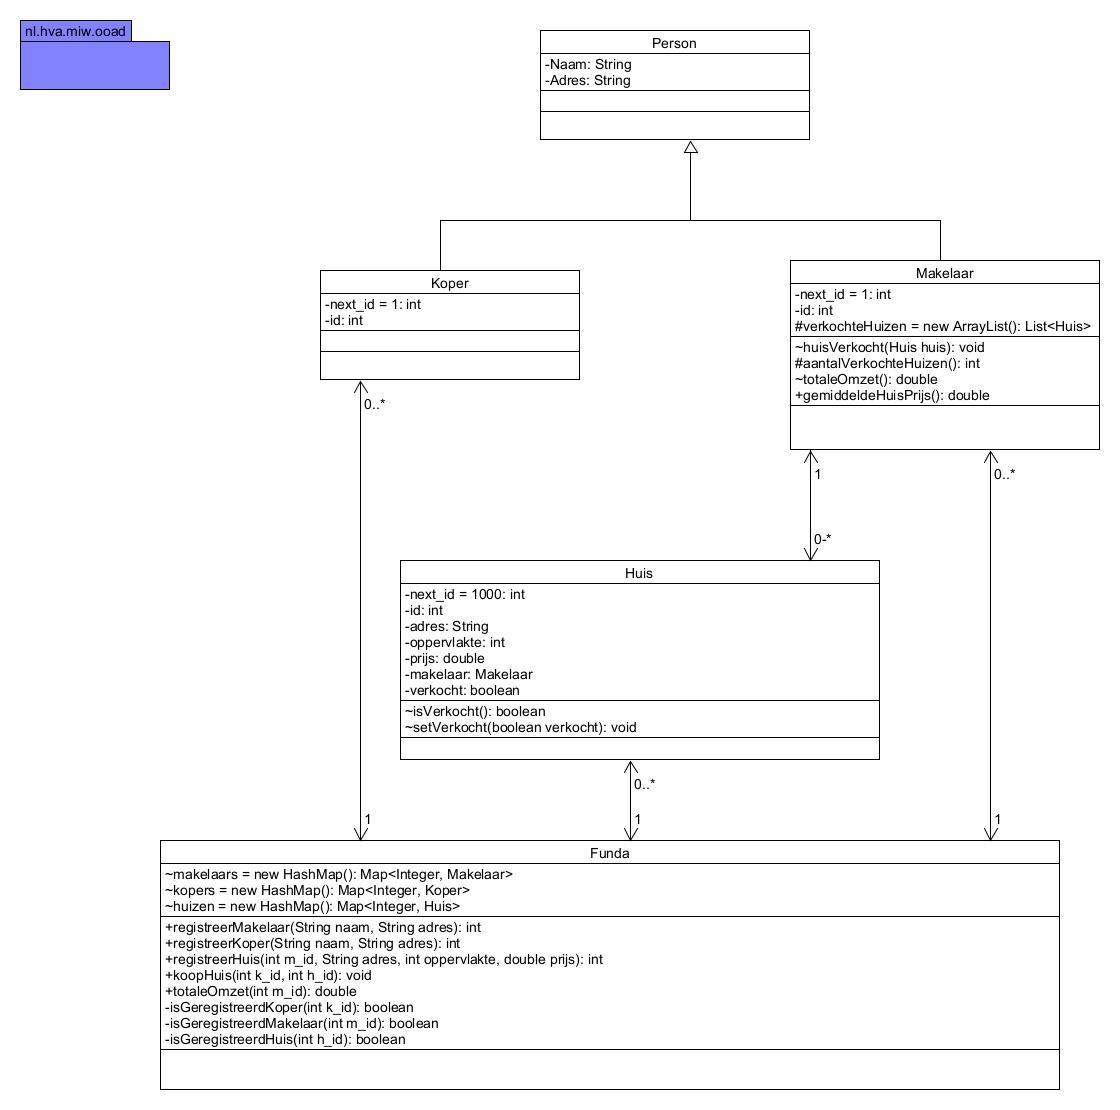 nl.hva.miw.ooad
Person
-Naam: String
-Adres: String
Koper
-next_id = 1: int
-id: int
Makelaar
-next_id = 1: int
-id: int
#verkochteHuizen = new ArrayList(): List<Huis>
~huisVerkocht(Huis huis): void
#aantalVerkochteHuizen(): int
~totaleOmzet(): double
+gemiddeldeHuisPrijs(): double
0..*
1
0..*
0-*
Huis
-next_id = 1000: int
-id: int
-adres: String
-oppervlakte: int
-prijs: double
-makelaar: Makelaar
-verkocht: boolean
~isVerkocht(): boolean
~setVerkocht(boolean verkocht): void
0..*
1
1
1
Funda
~makelaars = new HashMap(): Map<Integer, Makelaar>
~kopers = new HashMap(): Map<Integer, Koper>
~huizen = new HashMap(): Map<Integer, Huis>
+registreerMakelaar(String naam, String adres): int
+registreerKoper(String naam, String adres): int
+registreerHuis(int m_id, String adres, int oppervlakte, double prijs): int
+koopHuis(int k_id, int h_id): void
+totaleOmzet(int m_id): double
-isGeregistreerdKoper(int k_id): boolean
-isGeregistreerdMakelaar(int m_id): boolean
-isGeregistreerdHuis(int h_id): boolean